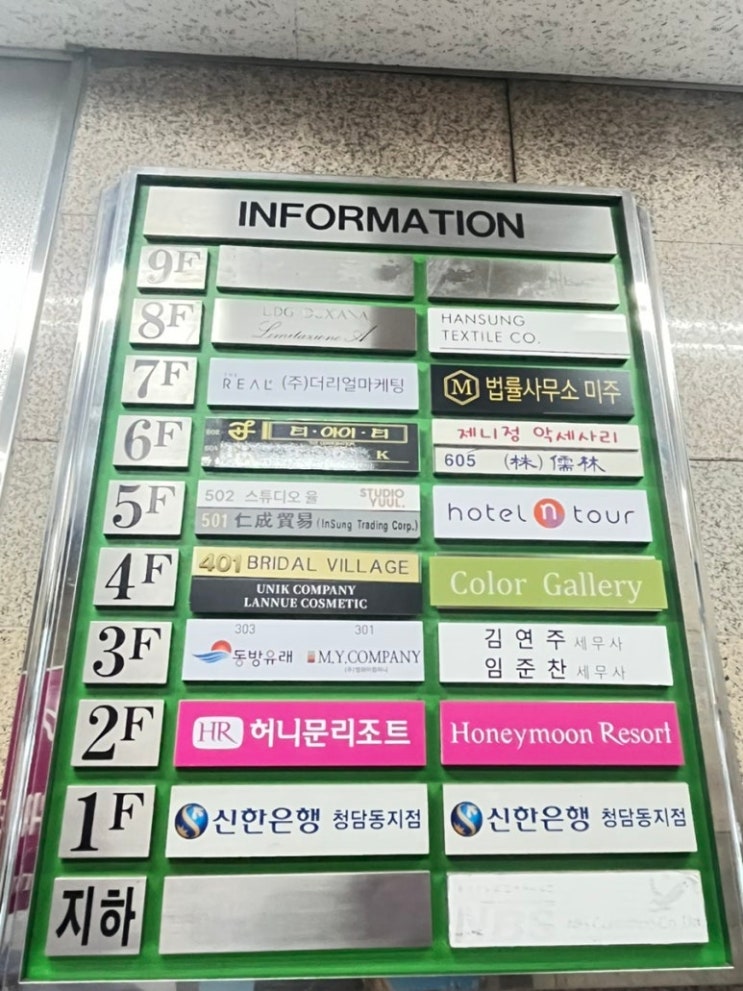 INFORMATION
9F
8F
Limitazione A
HANSUNG
TEXTILE CO.
7F
THE
REAL (주)더리얼마케팅
M 법률사무소 미주
6F
티·아이·티
K
제니정 악세사리
605 (株) 儒林
5F
502 스튜디오 율 STUDIO YUUL.
501 仁成貿易 (InSung Trading Corp.)
hotel n tour
4F
401 BRIDAL VILLAGE
UNIK COMPANY
LANNUE COSMETIC
Color Gallery
3F
303 301
동방유래 M.Y.COMPANY
김연주 세무사
임준찬 세무사
2F
HR 허니문리조트
Honeymoon Resort
1F
신한은행 청담동지점
신한은행 청담동지점
지하